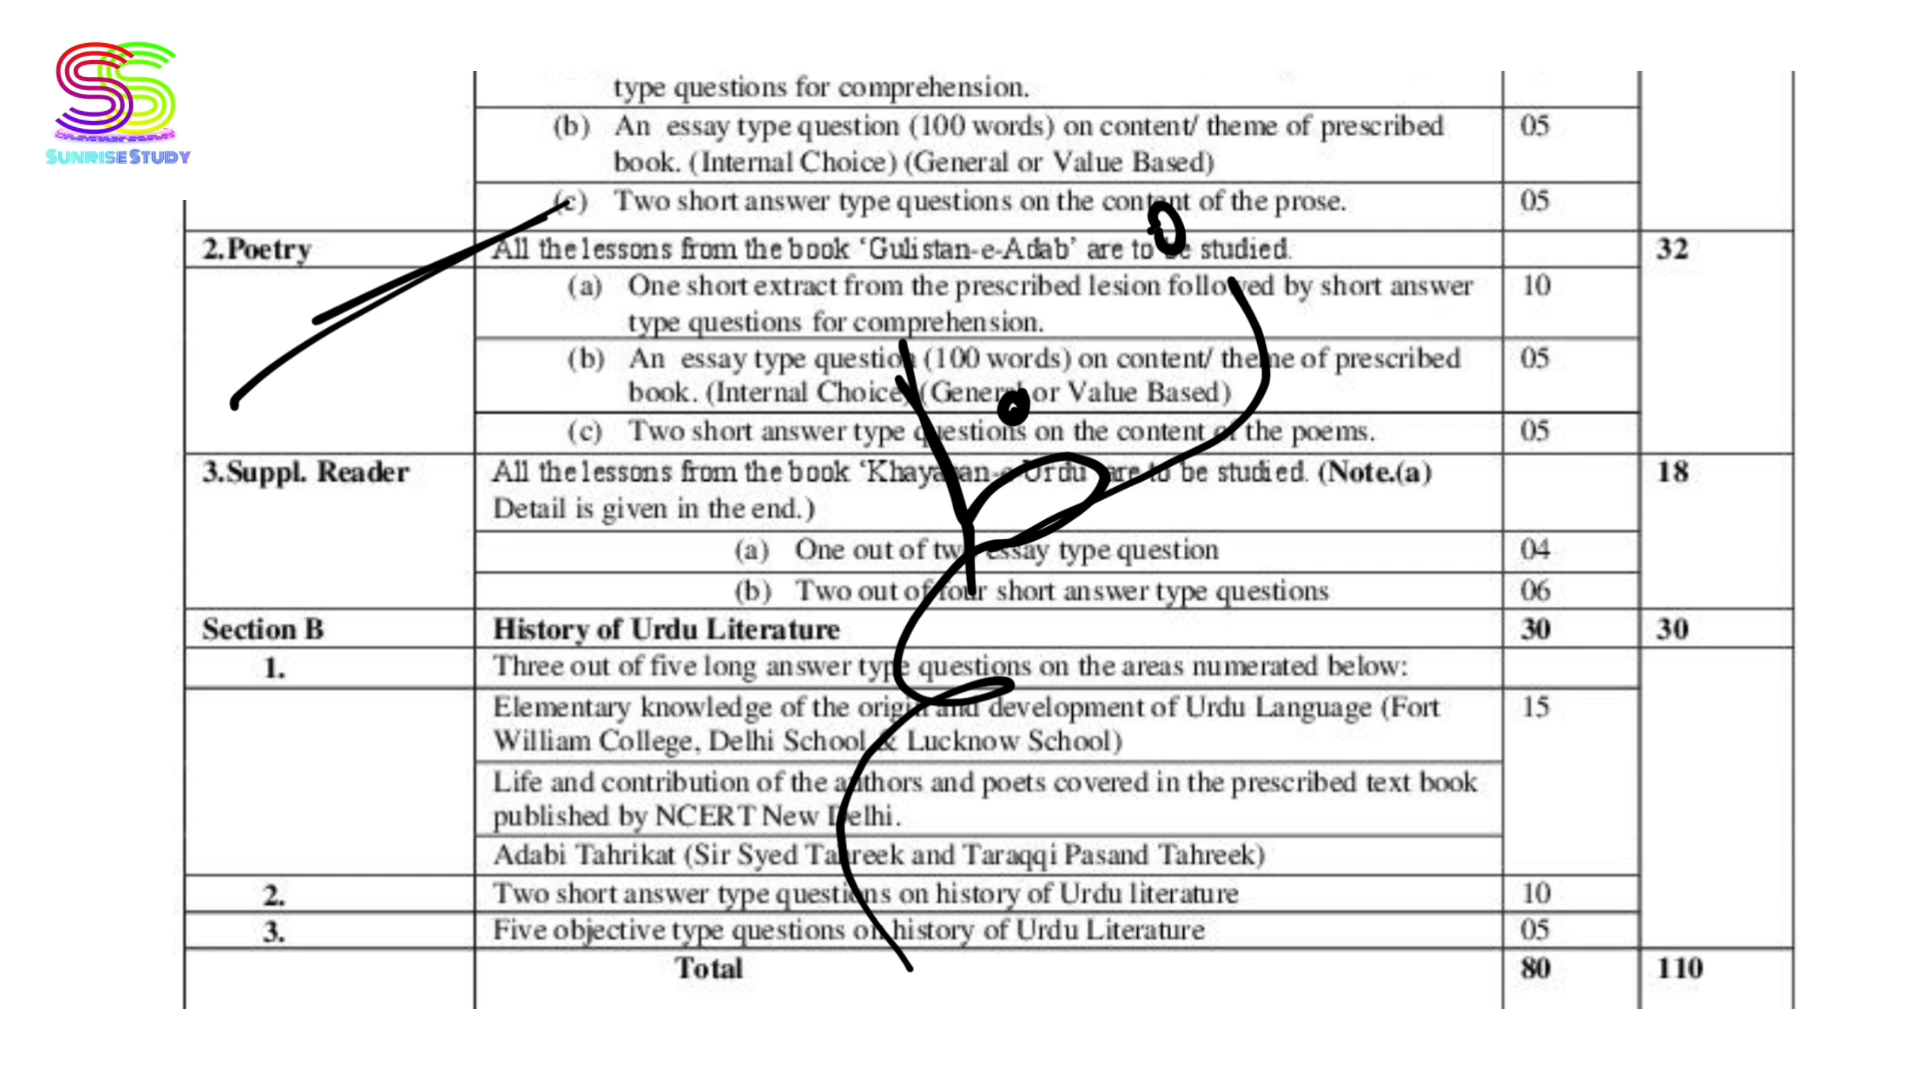 SUNRISE STUDY
type questions for comprehension.
(b) An essay type question (100 words) on content/ theme of prescribed 05
book. (Internal Choice) (General or Value Based)
(c) Two short answer type questions on the content of the prose. 05
2.Poetry All the lessons from the book ‘Gulistan-e-Adab’ are to be studied. 32
(a) One short extract from the prescribed lesion followed by short answer 10
type questions for comprehension.
(b) An essay type question (100 words) on content/ theme of prescribed 05
book. (Internal Choice) (General or Value Based)
(c) Two short answer type questions on the content of the poems. 05
3.Suppl. Reader All the lessons from the book ‘Khayaban-e-Urdu’ are to be studied. (Note.(a) 18
Detail is given in the end.)
(a) One out of two essay type question 04
(b) Two out of four short answer type questions 06
Section B History of Urdu Literature 30 30
1. Three out of five long answer type questions on the areas numerated below:
Elementary knowledge of the origin and development of Urdu Language (Fort 15
William College, Delhi School & Lucknow School)
Life and contribution of the authors and poets covered in the prescribed text book
published by NCERT New Delhi.
Adabi Tahrikat (Sir Syed Tahreek and Taraqqi Pasand Tahreek)
2. Two short answer type questions on history of Urdu literature 10
3. Five objective type questions on history of Urdu Literature 05
Total 80 110